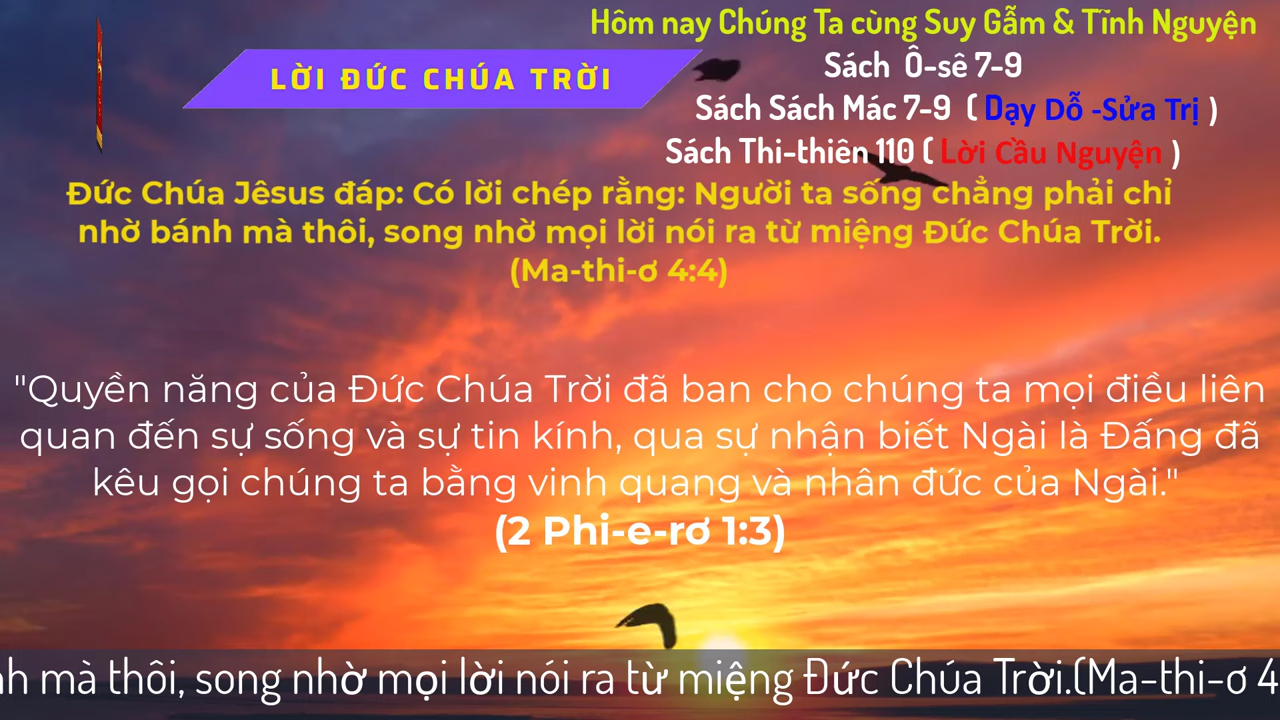 Hôm nay Chúng Ta cùng Suy Gẫm & Tĩnh Nguyện
LỜI ĐỨC CHÚA TRỜI
Sách Ô-sê 7-9
Sách Sách Mác 7-9 ( Dạy Dỗ -Sửa Trị )
Sách Thi-thiên 110 ( Lời Cầu Nguyện )
Đức Chúa Jêsus đáp: Có lời chép rằng: Người ta sống chẳng phải chỉ
nhờ bánh mà thôi, song nhờ mọi lời nói ra từ miệng Đức Chúa Trời.
(Ma-thi-ơ 4:4)
"Quyền năng của Đức Chúa Trời đã ban cho chúng ta mọi điều liên
quan đến sự sống và sự tin kính, qua sự nhận biết Ngài là Đấng đã
kêu gọi chúng ta bằng vinh quang và nhân đức của Ngài."
(2 Phi-e-rơ 1:3)
mà thôi, song nhờ mọi lời nói ra từ miệng Đức Chúa Trời.(Ma-thi-ơ 4